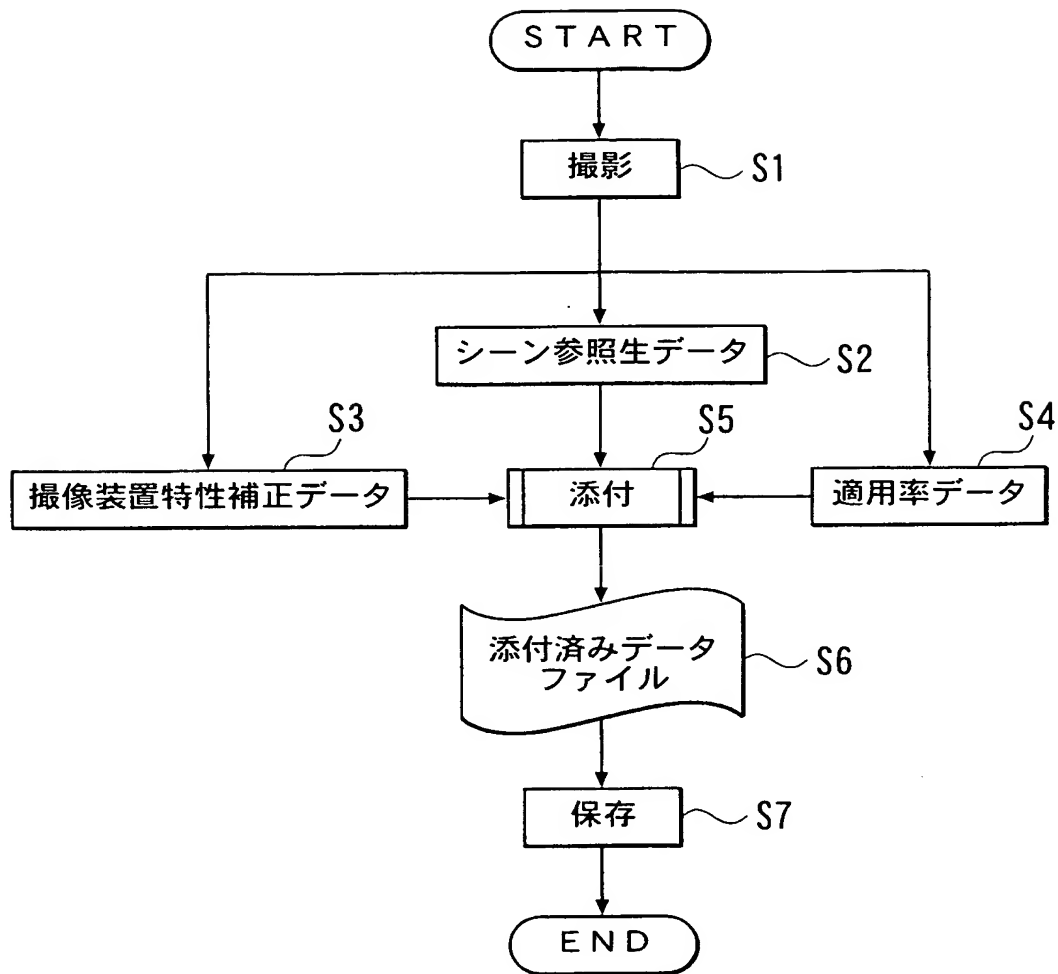 START
撮影
S1
シーン参照生データ
S2
S3
撮像装置特性補正データ
S5
添付
S4
適用率データ
添付済みデータ
ファイル
S6
保存
S7
END